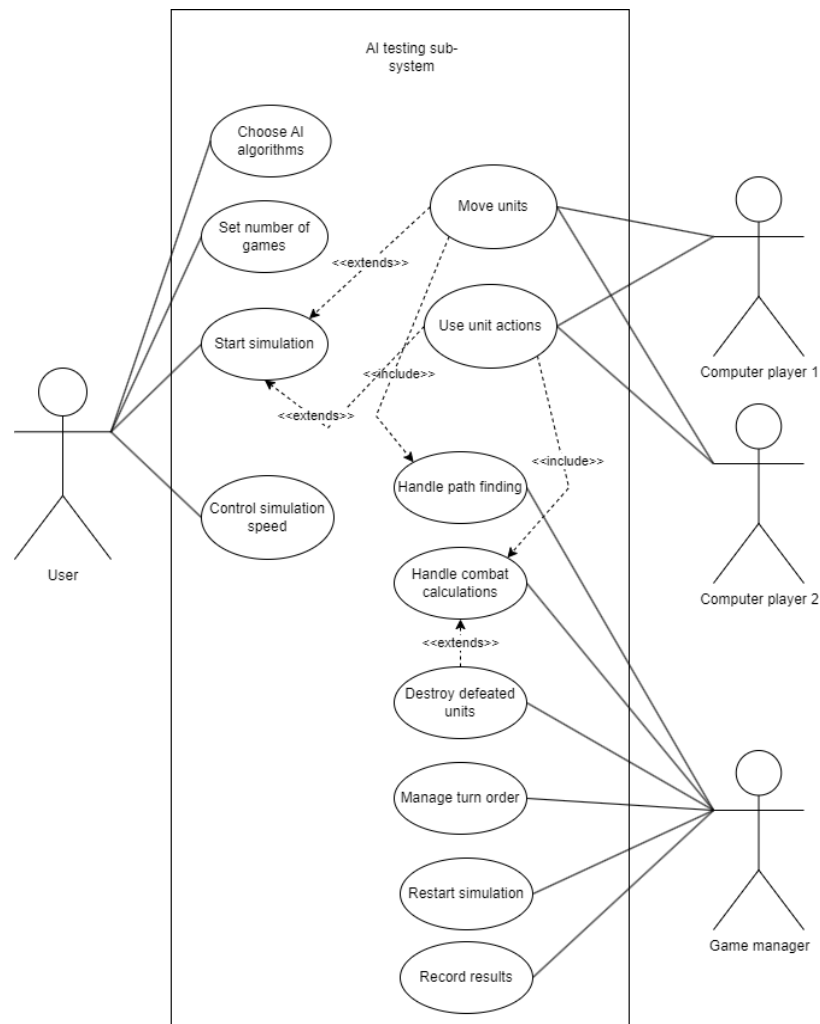 AI testing sub-
system
Choose AI
algorithms
Move units
Set number of
games
<<extends>>
Start simulation
Use unit actions
Computer player 1
<<include>>
<<extends>>
<<include>>
Handle path finding
Control simulation
speed
User
Handle combat
calculations
Computer player 2
<<extends>>
Destroy defeated
units
Manage turn order
Restart simulation
Game manager
Record results